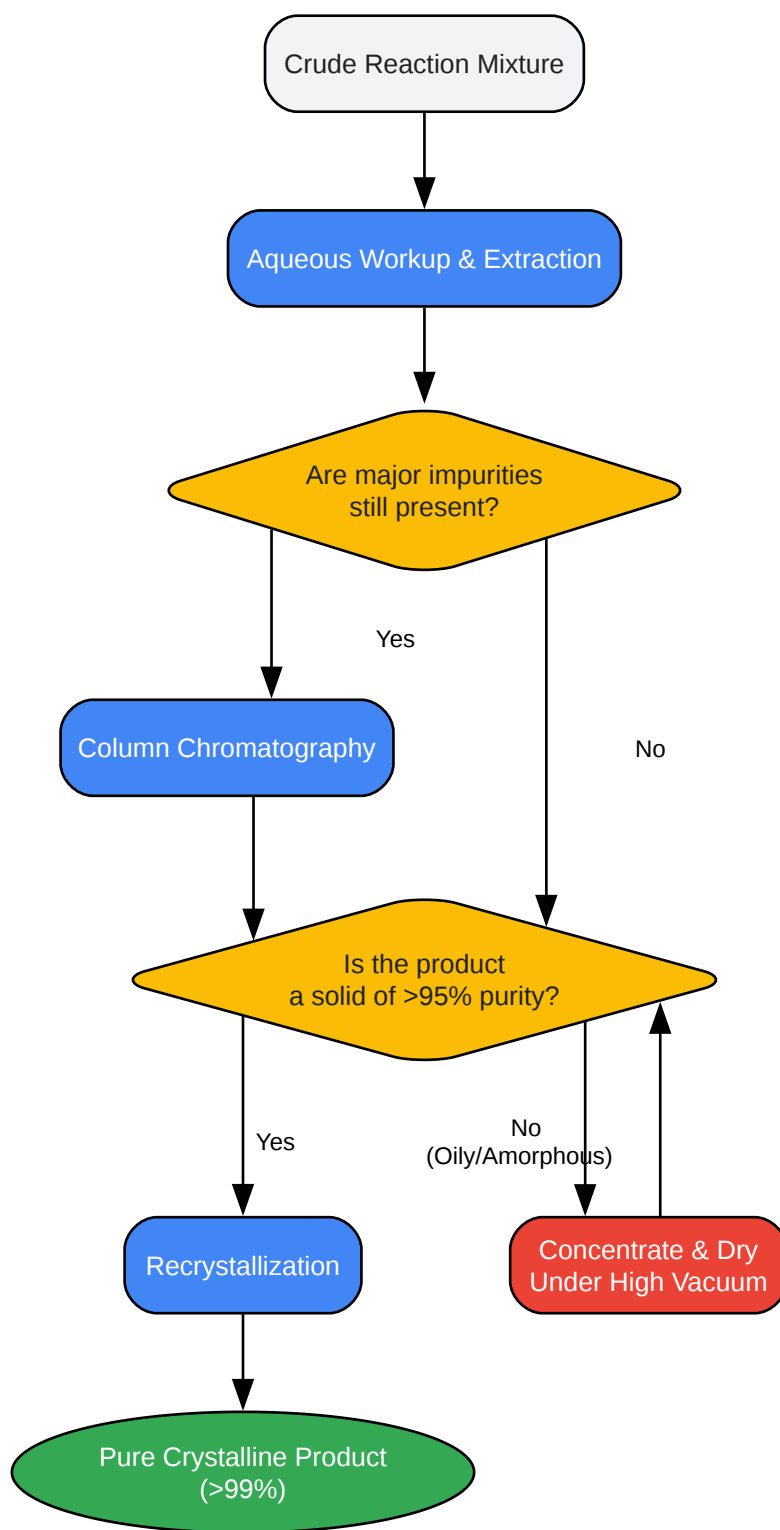 Crude Reaction Mixture
Aqueous Workup & Extraction
Are major impurities
still present?
Yes
Column Chromatography
No
Is the product
a solid of >95% purity?
Yes
No
(Oily/Amorphous)
Recrystallization
Concentrate & Dry
Under High Vacuum
Pure Crystalline Product
(>99%)